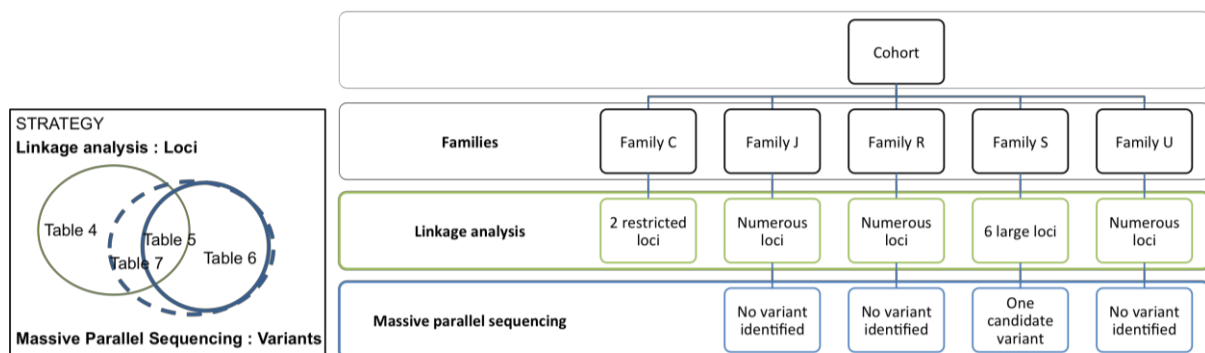 STRATEGY
Linkage analysis : Loci
Table 4
Table 5
Table 7
Table 6
Massive Parallel Sequencing : Variants
Cohort
Families
Family C
Family J
Family R
Family S
Family U
Linkage analysis
2 restricted
loci
Numerous
loci
Numerous
loci
6 large loci
Numerous
loci
Massive parallel sequencing
No variant
identified
No variant
identified
One
candidate
variant
No variant
identified